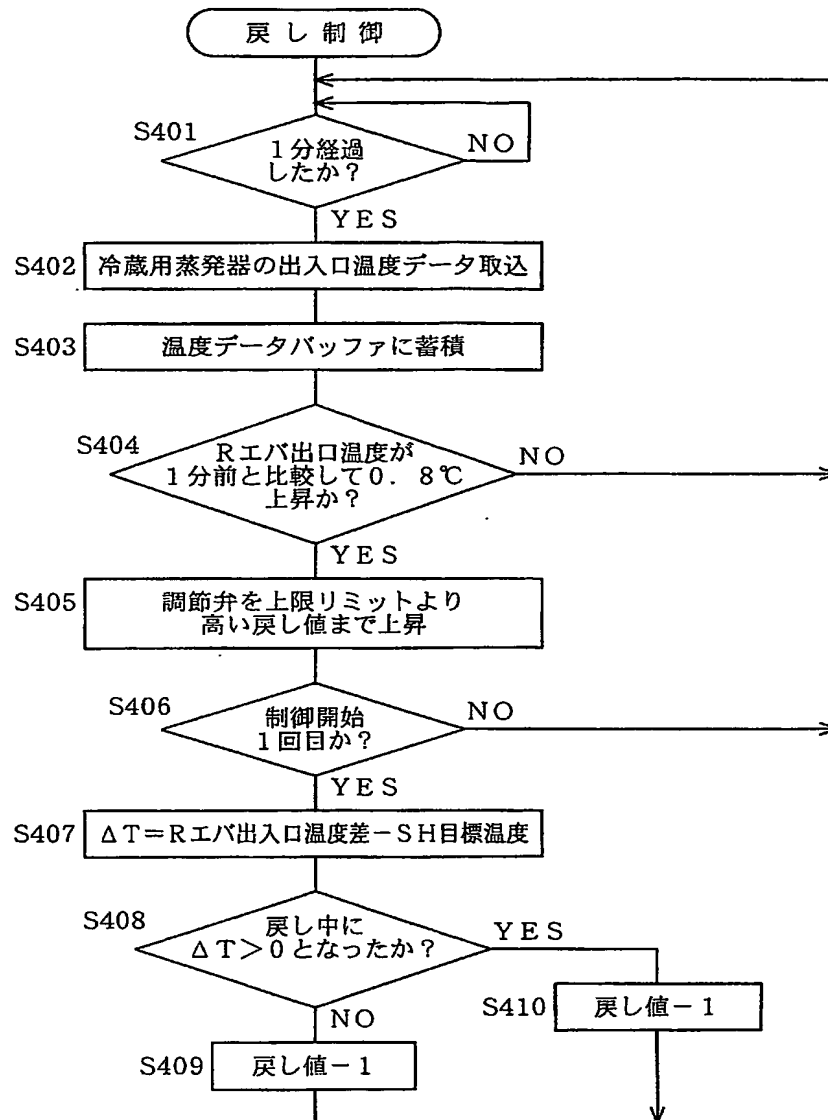 戻し制御
S401
1分経過
したか？
NO
YES
S402
冷蔵用蒸発器の出入口温度データ取込
S403
温度データバッファに蓄積
S404
Rエバ出口温度が
1分前と比較して0．8℃
上昇か？
NO
YES
S405
調節弁を上限リミットより
高い戻し値まで上昇
S406
制御開始
1回目か？
NO
YES
S407
ΔT＝Rエバ出入口温度差－SH目標温度
S408
戻し中に
ΔT＞0となったか？
YES
NO
S410
戻し値－1
S409
戻し値－1